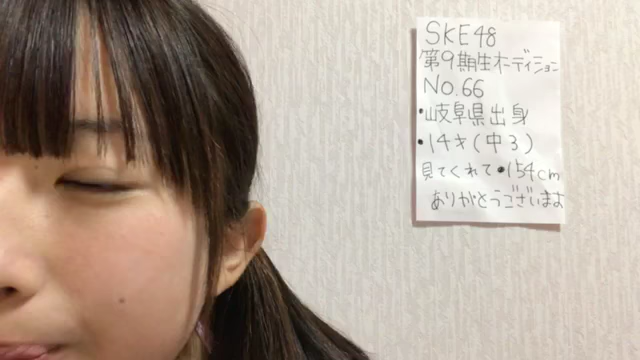 SKE48
第9期生オーディション
No.66
・岐阜県出身
・14才(中3)
見てくれて・154cm
ありがとうございます